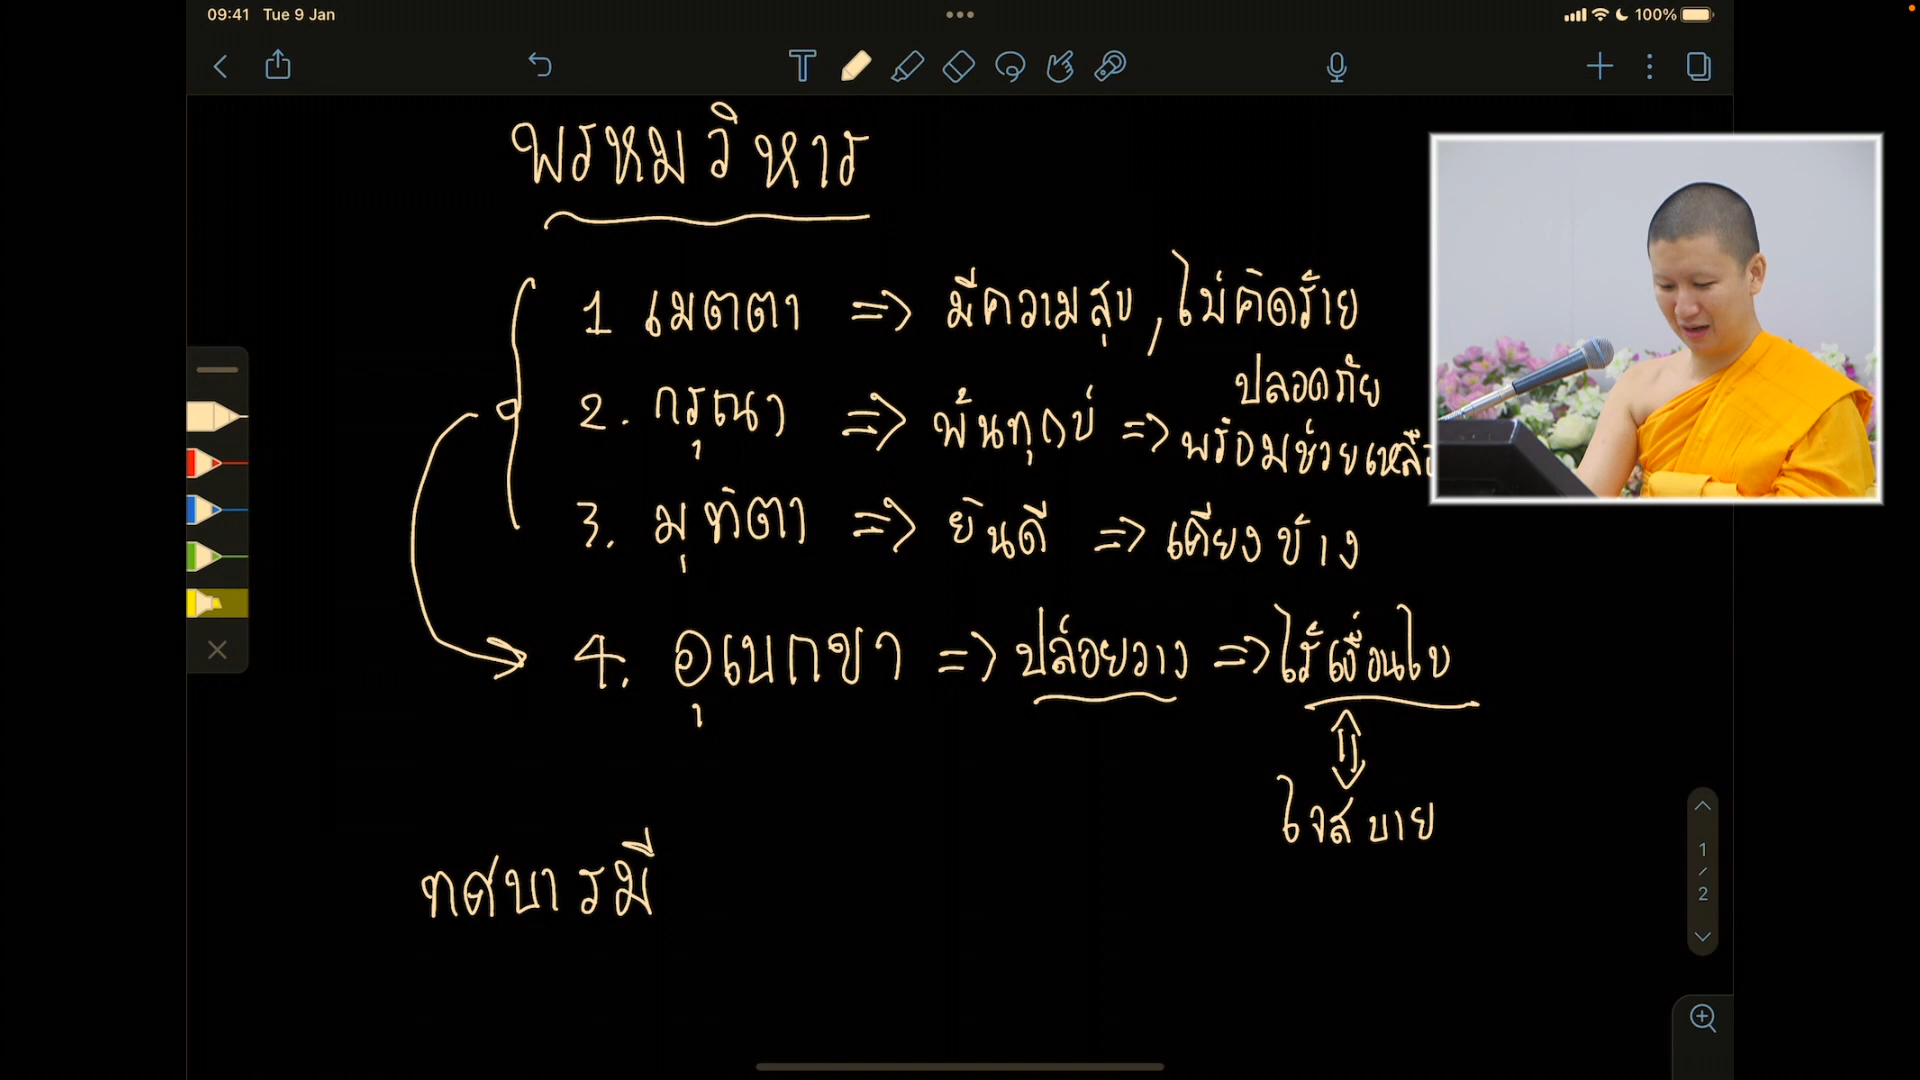 09:41 Tue 9 Jan
100%
พรหมวิหาร
1 เมตตา => มีความสุข, ไม่คิดร้าย
ปลอดภัย
2. กรุณา => พ้นทุกข์ => พร้อมช่วยเหลือ
3. มุทิตา => ยินดี => เคียงข้าง
4. อุเบกขา => ปล่อยวาง => ไร้เงื่อนไข
ใจสบาย
ทศบารมี
1 / 2